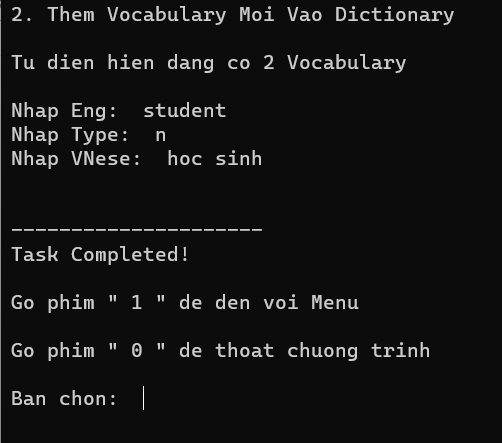 2. Them Vocabulary Moi Vao Dictionary
Tu dien hien dang co 2 Vocabulary
Nhap Eng:  student
Nhap Type:  n
Nhap VNese:  hoc sinh
---------------------
Task Completed!
Go phim " 1 " de den voi Menu
Go phim " 0 " de thoat chuong trinh
Ban chon: